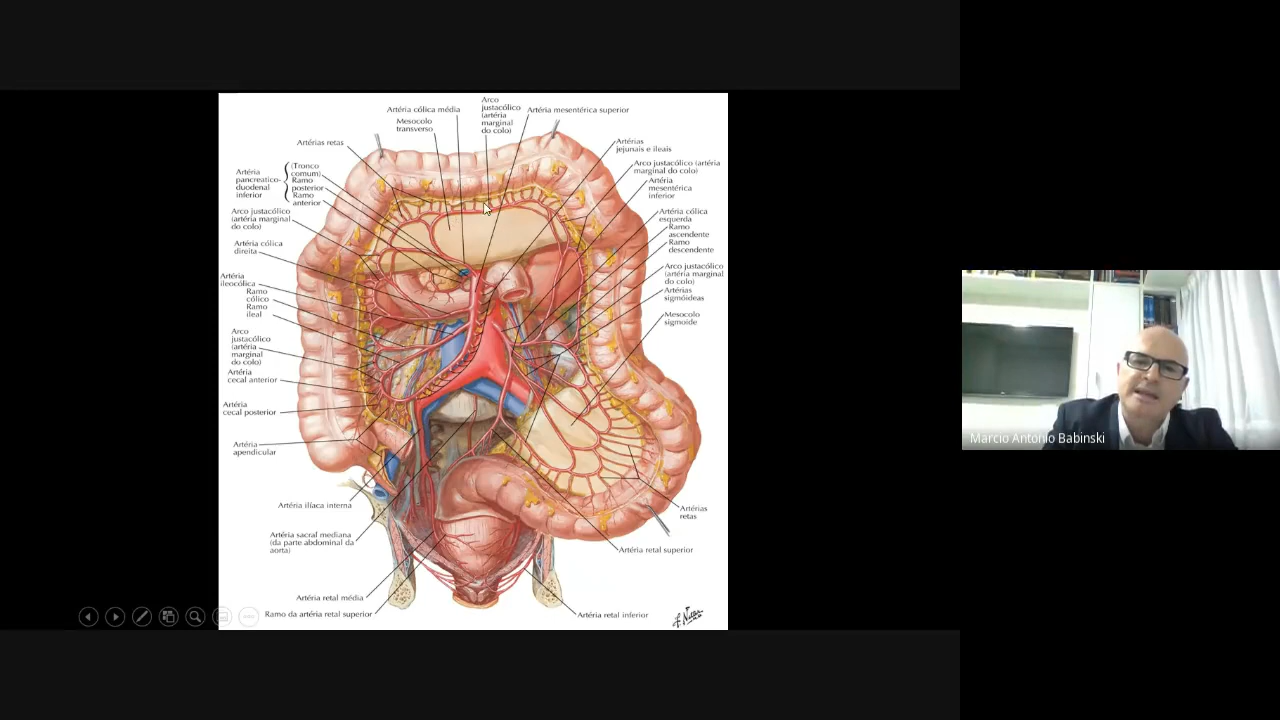 Artéria cólica média
Mesocolo
transverso
Arco
justacólico
(artéria
marginal
do colo)
Artéria mesentérica superior
Artérias retas
Artéria
pancreatico-
duodenal
inferior
(Tronco
comum)
Ramo
posterior
Ramo
anterior
Arco justacólico
(artéria marginal
do colo)
Artéria cólica
direita
Artéria
ileocólica
Ramo
cólico
Ramo
ileal
Arco
justacólico
(artéria
marginal
do colo)
Artéria
cecal anterior
Artéria
cecal posterior
Artéria
apendicular
Artéria ilíaca interna
Artéria sacral mediana
(da parte abdominal da
aorta)
Artéria retal média
Ramo da artéria retal superior
Artérias
jejunais e ileais
Arco justacólico (artéria
marginal do colo)
Artéria
mesentérica
inferior
Artéria cólica
esquerda
Ramo
ascendente
Ramo
descendente
Arco justacólico
(artéria marginal
do colo)
Artérias
sigmóideas
Mesocolo
sigmoide
Artérias
retas
Artéria retal superior
Artéria retal inferior
Marcio Antonio Babinski